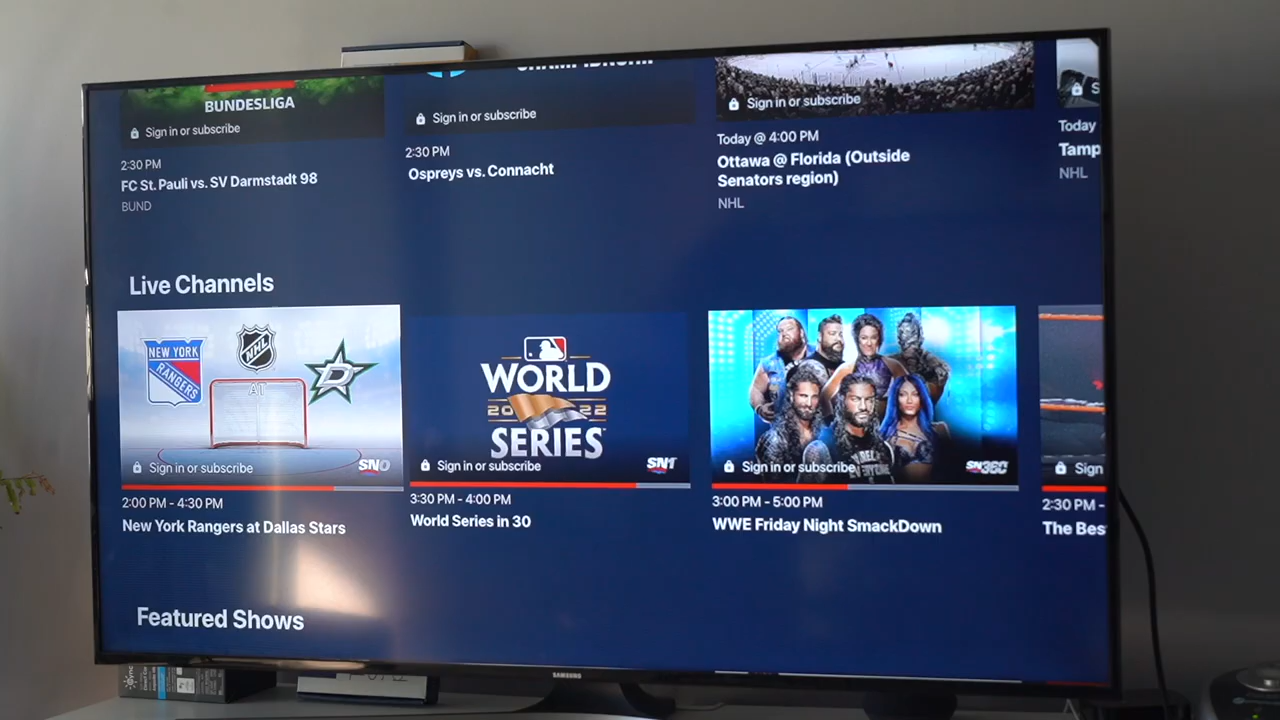 BUNDESLIGA
Sign in or subscribe
2:30 PM
FC St. Pauli vs. SV Darmstadt 98
BUND
Sign in or subscribe
2:30 PM
Ospreys vs. Connacht
Sign in or subscribe
Today @ 4:00 PM
Ottawa @ Florida (Outside
Senators region)
NHL
S
Today
Tamp
NHL
Live Channels
NEW YORK
RANGERS
NHL
AT
D
Sign in or subscribe
SNO
2:00 PM - 4:30 PM
New York Rangers at Dallas Stars
WORLD
2022
SERIES
Sign in or subscribe
SN1
3:30 PM - 4:00 PM
World Series in 30
Sign in or subscribe
SN360
3:00 PM - 5:00 PM
WWE Friday Night SmackDown
Sign
2:30 PM -
The Bes
Featured Shows
SAMSUNG